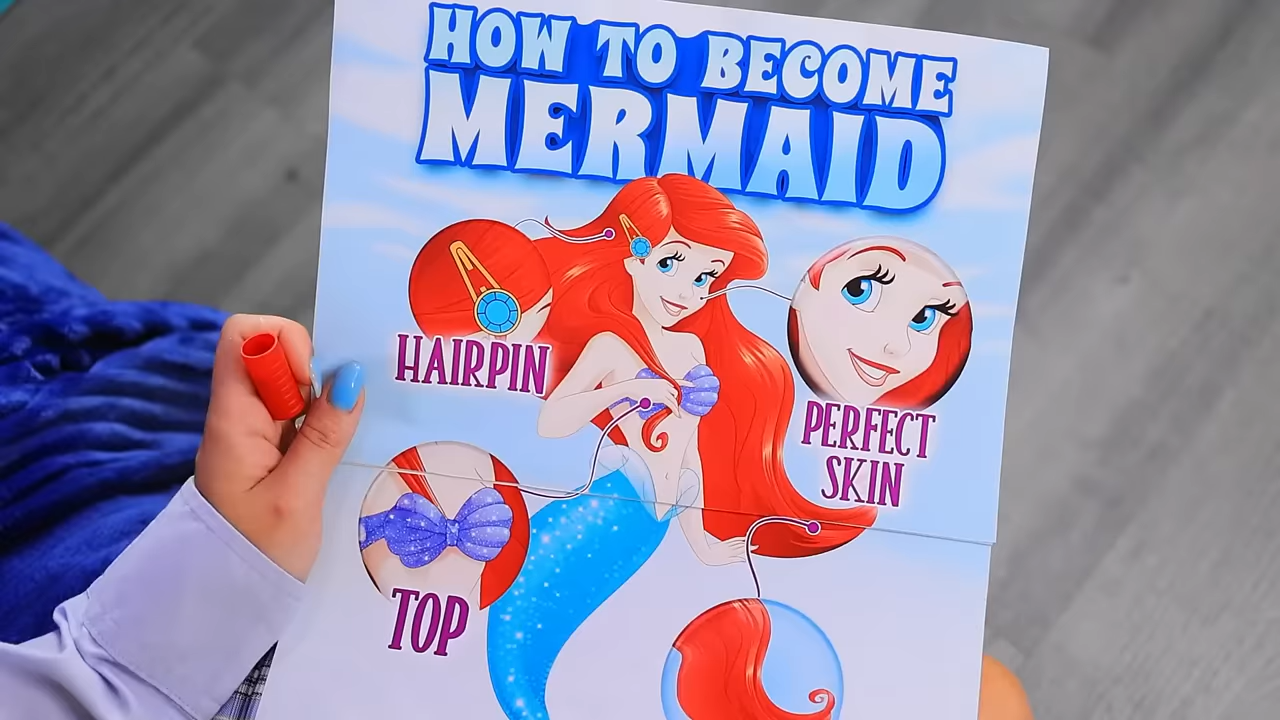 HOW TO BECOME
MERMAID
HAIRPIN
PERFECT
SKIN
TOP